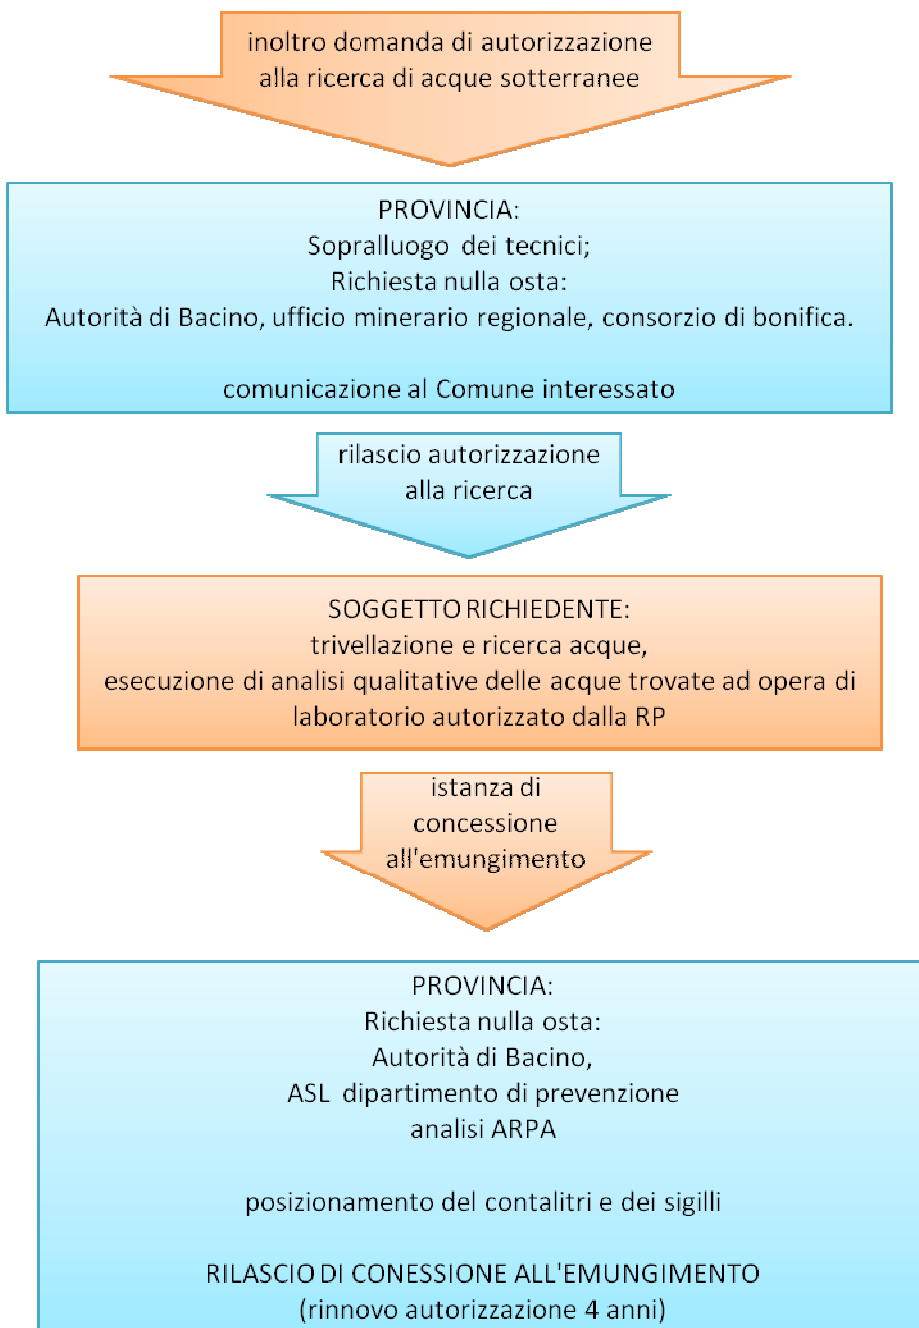 inoltro domanda di autorizzazione
alla ricerca di acque sotterranee
PROVINCIA:
Sopralluogo dei tecnici;
Richiesta nulla osta:
Autorità di Bacino, ufficio minerario regionale, consorzio di bonifica.
comunicazione al Comune interessato
rilascio autorizzazione
alla ricerca
SOGGETTO RICHIEDENTE:
trivellazione e ricerca acque,
esecuzione di analisi qualitative delle acque trovate ad opera di
laboratorio autorizzato dalla RP
istanza di
concessione
all'emungimento
PROVINCIA:
Richiesta nulla osta:
Autorità di Bacino,
ASL dipartimento di prevenzione
analisi ARPA
posizionamento del contalitri e dei sigilli
RILASCIO DI CONESSIONE ALL'EMUNGIMENTO
(rinnovo autorizzazione 4 anni)